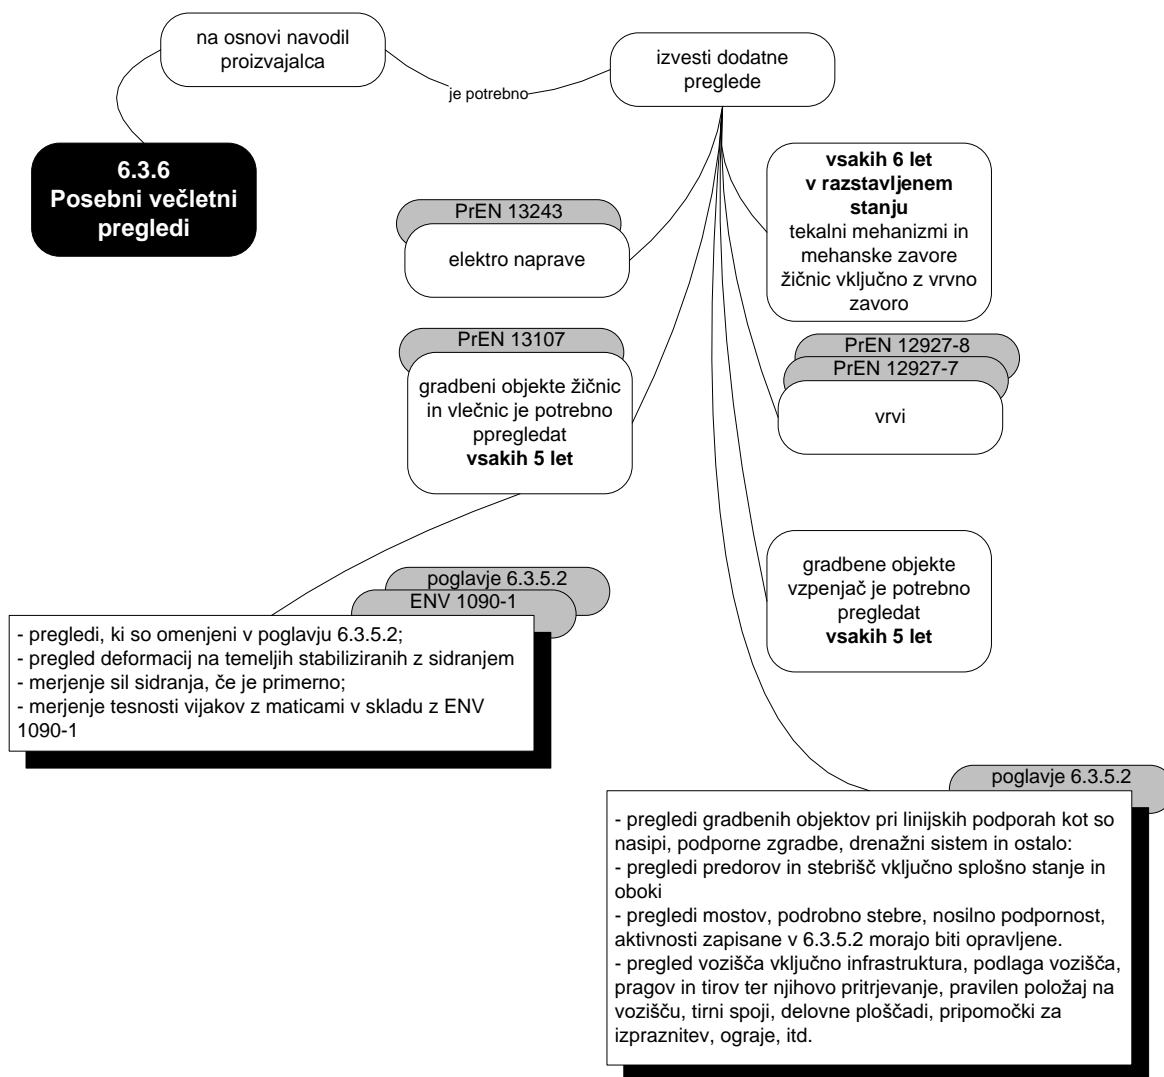 na osnovi navodil
proizvajalca
je potrebno
izvesti dodatne
preglede
6.3.6
Posebni večletni
pregledi
vsakih 6 let
v razstavljenem
stanju
tekalni mehanizmi in
mehanske zavore
žičnic vključno z vrvno
zavoro
PrEN 13243
elektro naprave
PrEN 13107
gradbeni objekte žičnic
in vlečnic je potrebno
ppregledat
vsakih 5 let
PrEN 12927-8
PrEN 12927-7
vrvi
gradbene objekte
vzpenjač je potrebno
pregledat
vsakih 5 let
poglavje 6.3.5.2
ENV 1090-1
- pregledi, ki so omenjeni v poglavju 6.3.5.2;
- pregled deformacij na temeljih stabiliziranih z sidranjem
- merjenje sil sidranja, če je primerno;
- merjenje tesnosti vijakov z maticami v skladu z ENV
1090-1
poglavje 6.3.5.2
- pregledi gradbenih objektov pri linijskih podporah kot so
nasipi, podporne zgradbe, drenažni sistem in ostalo:
- pregledi predorov in stebrišč vključno splošno stanje in
oboki
- pregledi mostov, podrobno stebre, nosilno podpornost,
aktivnosti zapisane v 6.3.5.2 morajo biti opravljene.
- pregled vozišča vključno infrastruktura, podlaga vozišča,
pragov in tirov ter njihovo pritrjevanje, pravilen položaj na
vozišču, tirni spoji, delovne ploščadi, pripomočki za
izpraznitev, ograje, itd.